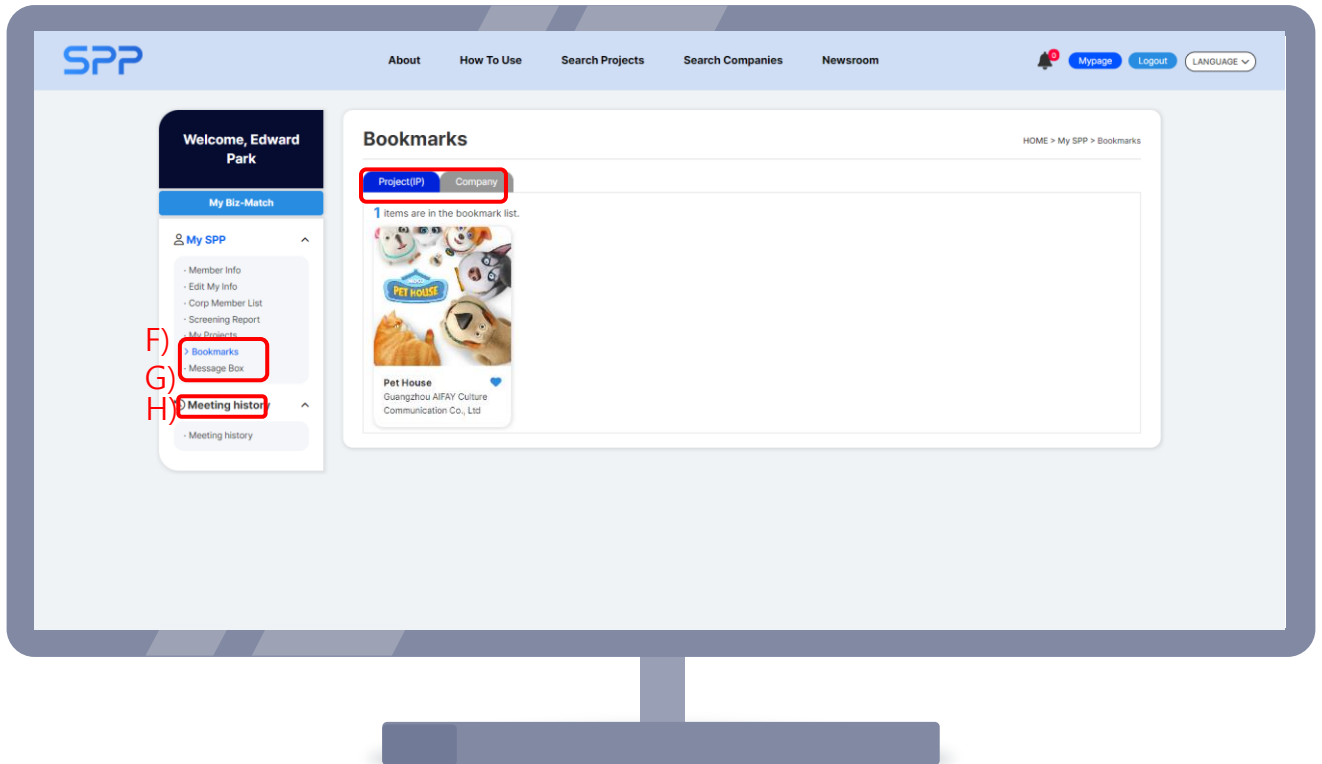 SPP
About How To Use Search Projects Search Companies Newsroom
0
Mypage Logout LANGUAGE
Welcome, Edward
Park
My Biz-Match
My SPP
- Member Info
- Edit My Info
- Corp Member List
- Screening Report
- My Projects
> Bookmarks
- Message Box
F)
G)
H)
Meeting history
- Meeting history
Bookmarks
HOME > My SPP > Bookmarks
Project(IP) Company
1 items are in the bookmark list.
PET HOUSE
Pet House
Guangzhou AIFAY Culture
Communication Co., Ltd